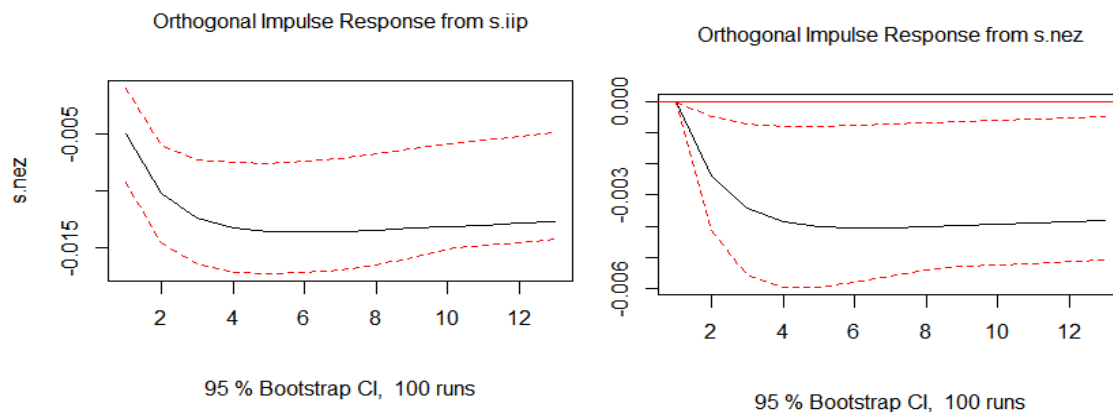 Orthogonal Impulse Response from s.iip
s.nez
-0.005
-0.015
2 4 6 8 10 12
95 % Bootstrap CI, 100 runs
Orthogonal Impulse Response from s.nez
0.000
-0.003
-0.006
2 4 6 8 10 12
95 % Bootstrap CI, 100 runs